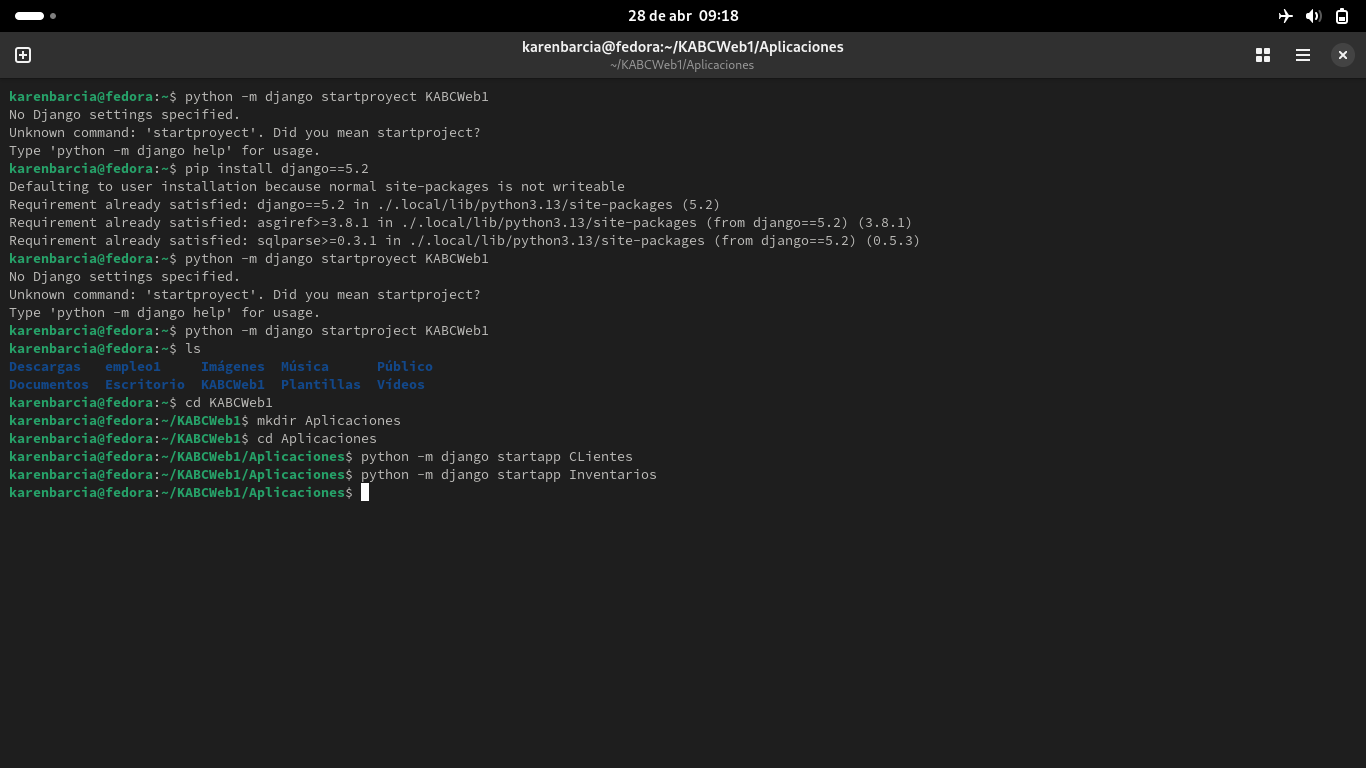 28 de abr 09:18
karenbarcia@fedora:~/KABCWeb1/Aplicaciones
~/KABCWeb1/Aplicaciones
karenbarcia@fedora:~$ python -m django startproyect KABCWeb1
No Django settings specified.
Unknown command: 'startproyect'. Did you mean startproject?
Type 'python -m django help' for usage.
karenbarcia@fedora:~$ pip install django==5.2
Defaulting to user installation because normal site-packages is not writeable
Requirement already satisfied: django==5.2 in ./.local/lib/python3.13/site-packages (5.2)
Requirement already satisfied: asgiref>=3.8.1 in ./.local/lib/python3.13/site-packages (from django==5.2) (3.8.1)
Requirement already satisfied: sqlparse>=0.3.1 in ./.local/lib/python3.13/site-packages (from django==5.2) (0.5.3)
karenbarcia@fedora:~$ python -m django startproyect KABCWeb1
No Django settings specified.
Unknown command: 'startproyect'. Did you mean startproject?
Type 'python -m django help' for usage.
karenbarcia@fedora:~$ python -m django startproject KABCWeb1
karenbarcia@fedora:~$ ls
Descargas empleo1 Imágenes Música Público
Documentos Escritorio KABCWeb1 Plantillas Vídeos
karenbarcia@fedora:~$ cd KABCWeb1
karenbarcia@fedora:~/KABCWeb1$ mkdir Aplicaciones
karenbarcia@fedora:~/KABCWeb1$ cd Aplicaciones
karenbarcia@fedora:~/KABCWeb1/Aplicaciones$ python -m django startapp CLientes
karenbarcia@fedora:~/KABCWeb1/Aplicaciones$ python -m django startapp Inventarios
karenbarcia@fedora:~/KABCWeb1/Aplicaciones$